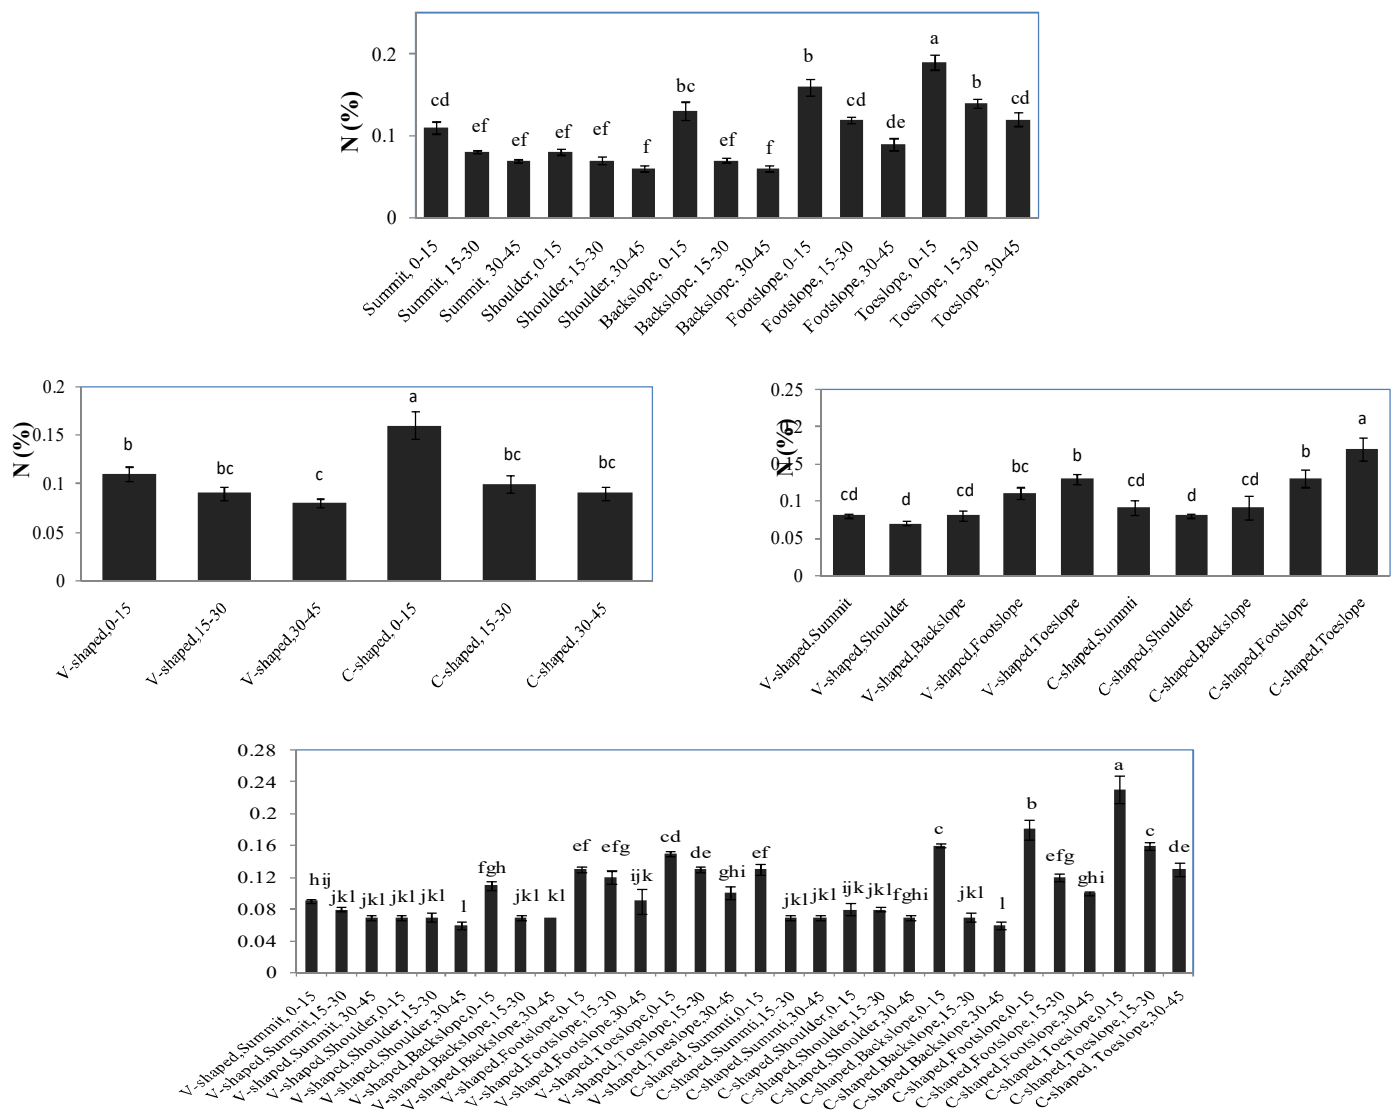 N (%)
0.2
0.1
0
cd
ef
ef
ef
ef
f
bc
ef
f
b
cd
de
a
b
cd
Summit, 0-15
Summit, 15-30
Summit, 30-45
Shoulder, 0-15
Shoulder, 15-30
Shoulder, 30-45
Backslope, 0-15
Backslope, 15-30
Backslope, 30-45
Footslope, 0-15
Footslope, 15-30
Footslope, 30-45
Toeslope, 0-15
Toeslope, 15-30
Toeslope, 30-45
N (%)
0.2
0.15
0.1
0.05
0
b
bc
c
a
bc
bc
V-shaped,0-15
V-shaped,15-30
V-shaped,30-45
C-shaped, 0-15
C-shaped, 15-30
C-shaped, 30-45
N (%)
0.25
0.2
0.15
0.1
0.05
0
cd
d
cd
bc
b
cd
d
cd
b
a
V-shaped,Summit
V-shaped,Shoulder
V-shaped,Backslope
V-shaped,Footslope
V-shaped,Toeslope
C-shaped,Summti
C-shaped,Shoulder
C-shaped,Backslope
C-shaped,Footslope
C-shaped,Toeslope
0.28
0.24
0.2
0.16
0.12
0.08
0.04
0
hij
jkl
jkl
jkl
jkl
l
fgh
jkl
kl
ef
efg
ijk
cd
de
ghi
ef
jkl
jkl
ijk
jkl
fghi
c
jkl
l
b
efg
ghi
a
c
de
V-shaped,Summit, 0-15
V-shaped,Summit,15-30
V-shaped,Summit, 30-45
V-shaped,Shoulder,0-15
V-shaped,Shoulder,15-30
V-shaped,Shoulder,30-45
V-shaped,Backslope,0-15
V-shaped,Backslope,15-30
V-shaped,Backslope,30-45
V-shaped,Footslope,0-15
V-shaped,Footslope,15-30
V-shaped,Footslope,30-45
V-shaped,Toeslope,0-15
V-shaped,Toeslope,15-30
V-shaped,Toeslope,30-45
C-shaped, Summti,0-15
C-shaped,Summti,15-30
C-shaped,Summti,30-45
C-shaped,Shoulder,0-15
C-shaped,Shoulder,15-30
C-shaped,Shoulder,30-45
C-shaped,Backslope,0-15
C-shaped,Backslope,15-30
C-shaped,Backslope,30-45
C-shaped,Footslope,0-15
C-shaped,Footslope,15-30
C-shaped,Footslope,30-45
C-shaped,Toeslope,0-15
C-shaped,Toeslope,15-30
C-shaped,Toeslope,30-45